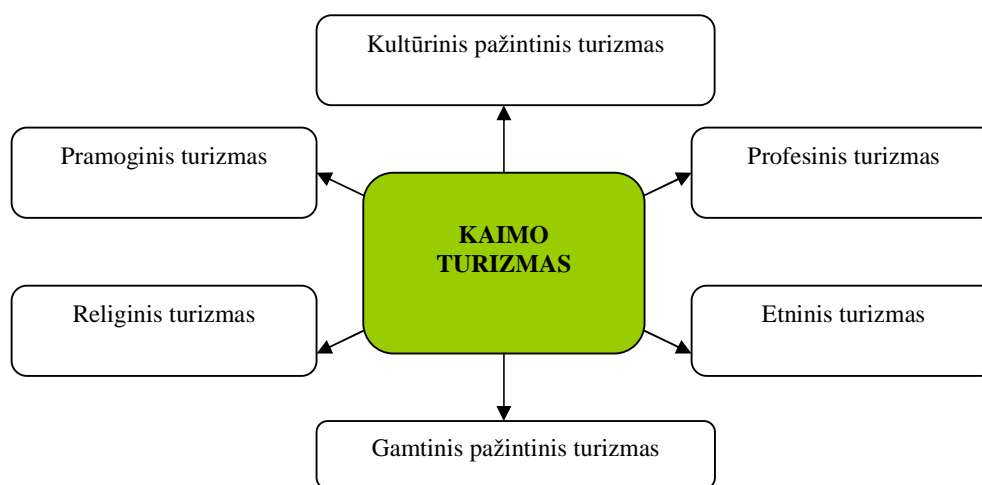 Kultūrinis pažintinis turizmas
Pramoginis turizmas
Profesinis turizmas
KAIMO
TURIZMAS
Religinis turizmas
Etninis turizmas
Gamtinis pažintinis turizmas